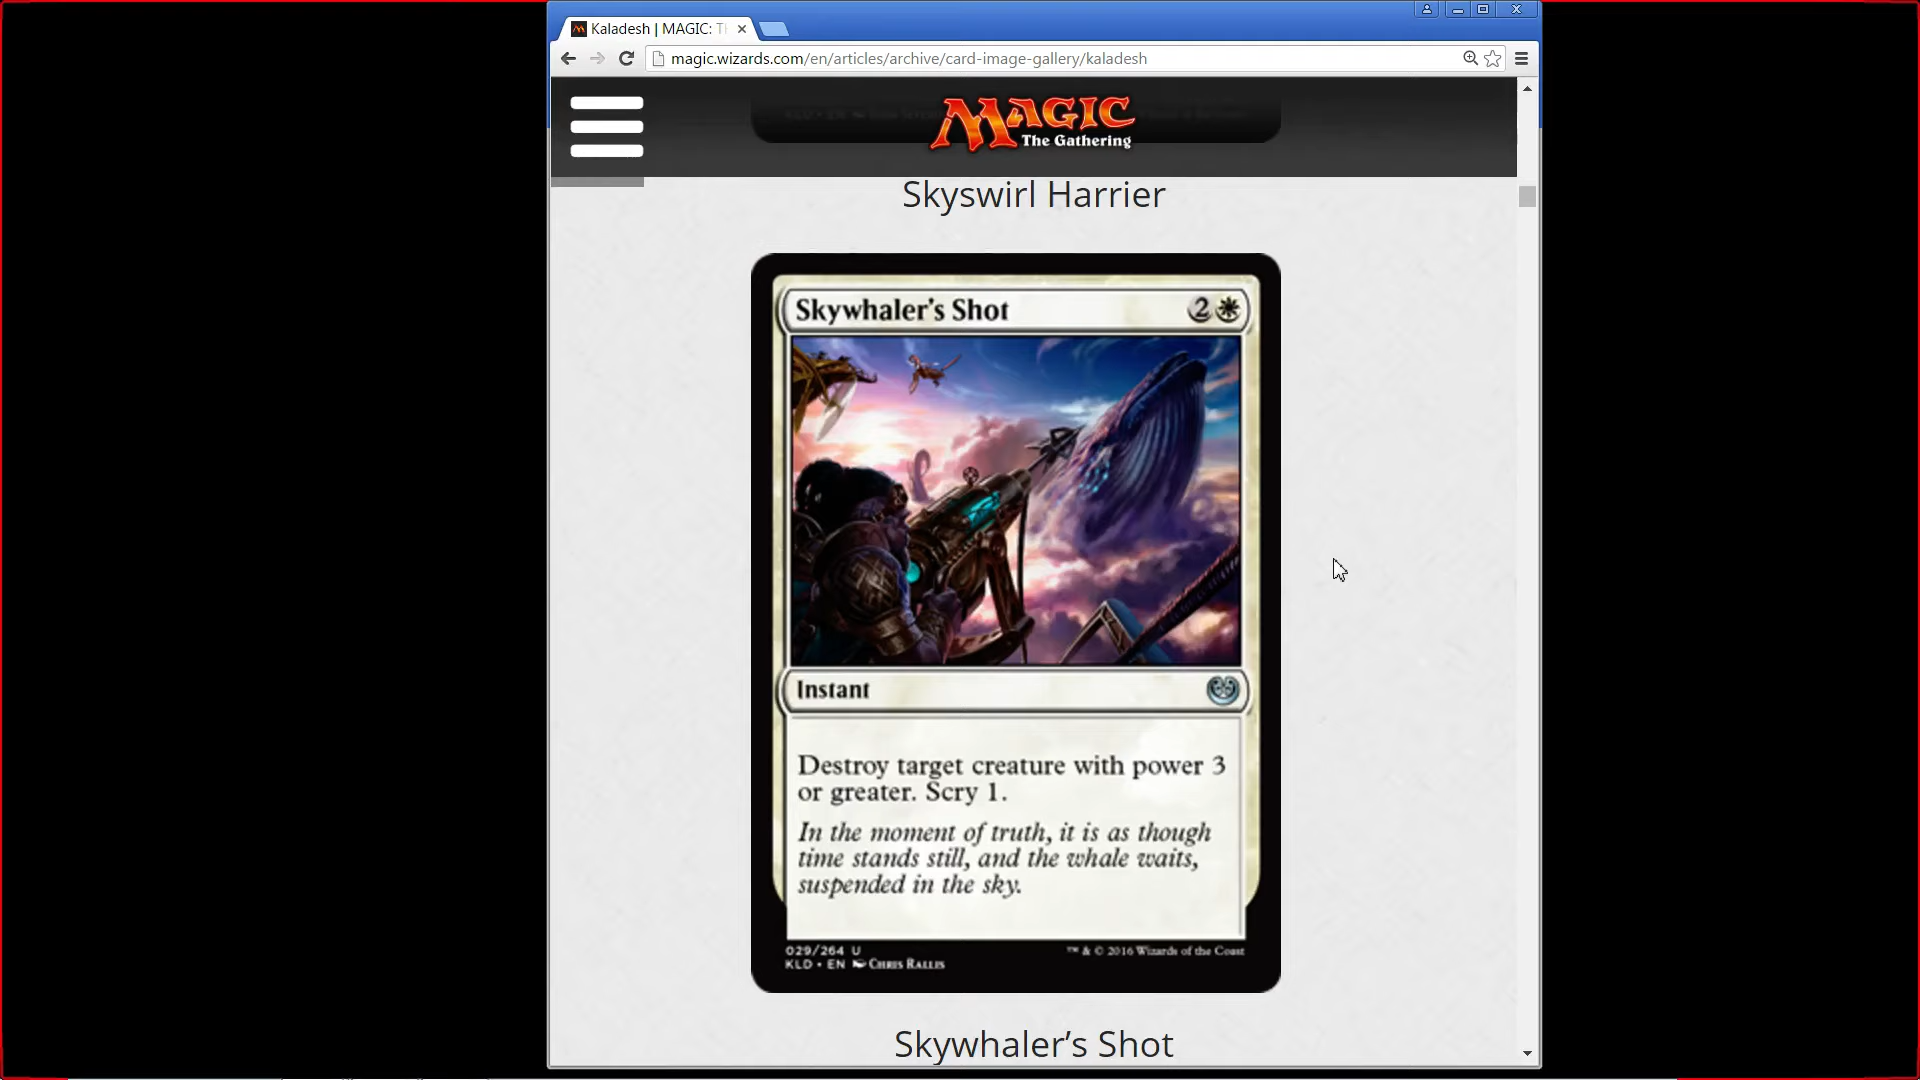 Kaladesh | MAGIC: Th
magic.wizards.com/en/articles/archive/card-image-gallery/kaladesh
MAGIC
The Gathering
Skyswirl Harrier
Skywhaler's Shot 2
Instant
Destroy target creature with power 3
or greater. Scry 1.
In the moment of truth, it is as though
time stands still, and the whale waits,
suspended in the sky.
029/264 U
™ & © 2016 Wizards of the Coast
KLD • EN Chris Rallis
Skywhaler’s Shot